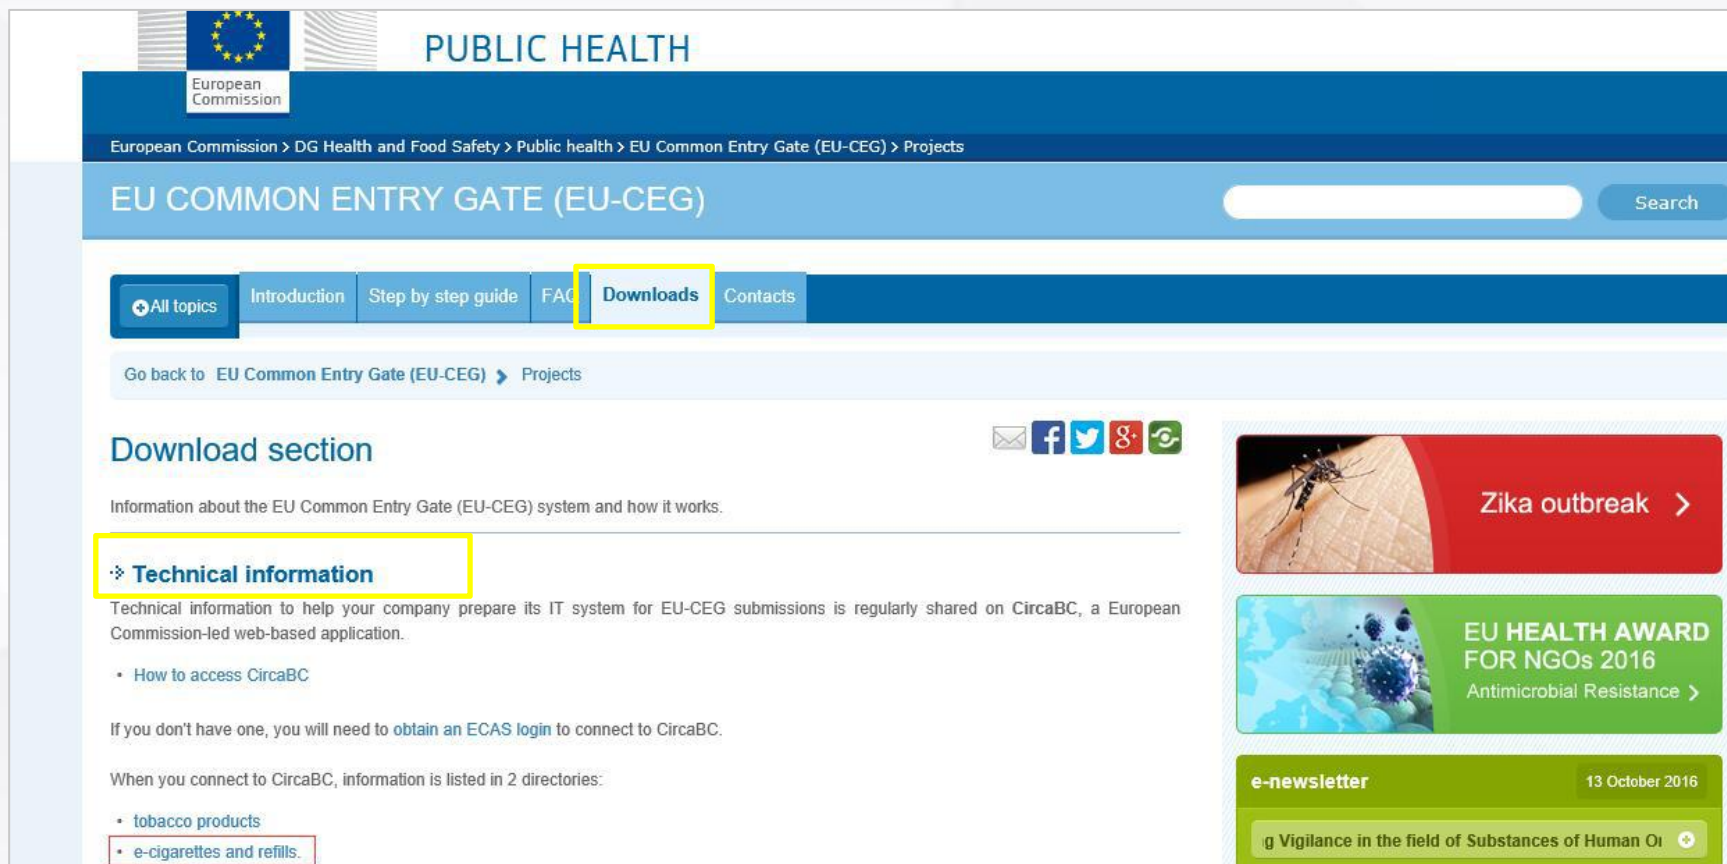 PUBLIC HEALTH
European
Commission
European Commission > DG Health and Food Safety > Public health > EU Common Entry Gate (EU-CEG) > Projects
EU COMMON ENTRY GATE (EU-CEG)
Search
All topics
Introduction
Step by step guide
FAQ
Downloads
Contacts
Go back to EU Common Entry Gate (EU-CEG) > Projects
Download section
Information about the EU Common Entry Gate (EU-CEG) system and how it works.
Technical information
Technical information to help your company prepare its IT system for EU-CEG submissions is regularly shared on CircaBC, a European
Commission-led web-based application.
• How to access CircaBC
If you don't have one, you will need to obtain an ECAS login to connect to CircaBC.
When you connect to CircaBC, information is listed in 2 directories:
• tobacco products
• e-cigarettes and refills.
Zika outbreak >
EU HEALTH AWARD
FOR NGOs 2016
Antimicrobial Resistance >
e-newsletter
13 October 2016
g Vigilance in the field of Substances of Human